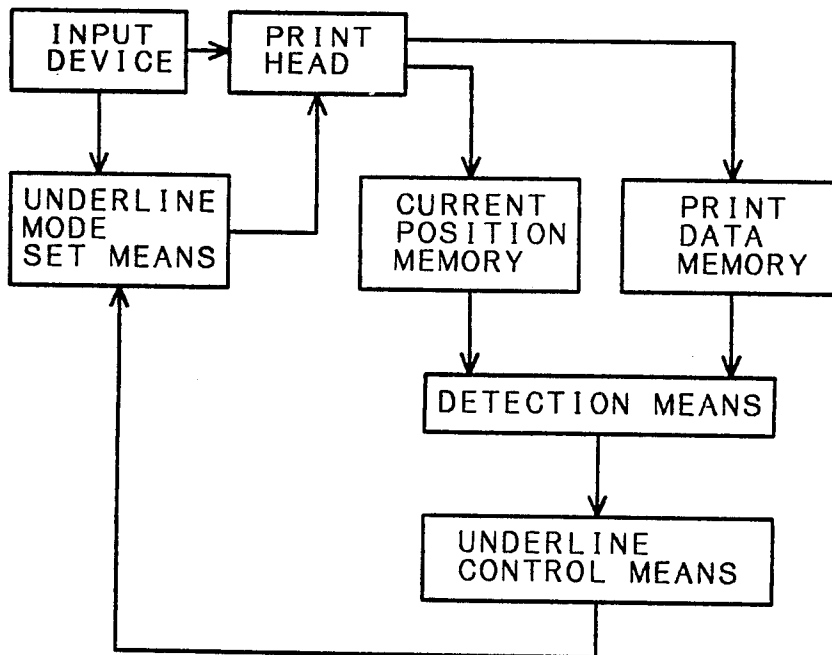 INPUT
DEVICE
PRINT
HEAD
UNDERLINE
MODE
SET MEANS
CURRENT
POSITION
MEMORY
PRINT
DATA
MEMORY
DETECTION MEANS
UNDERLINE
CONTROL MEANS